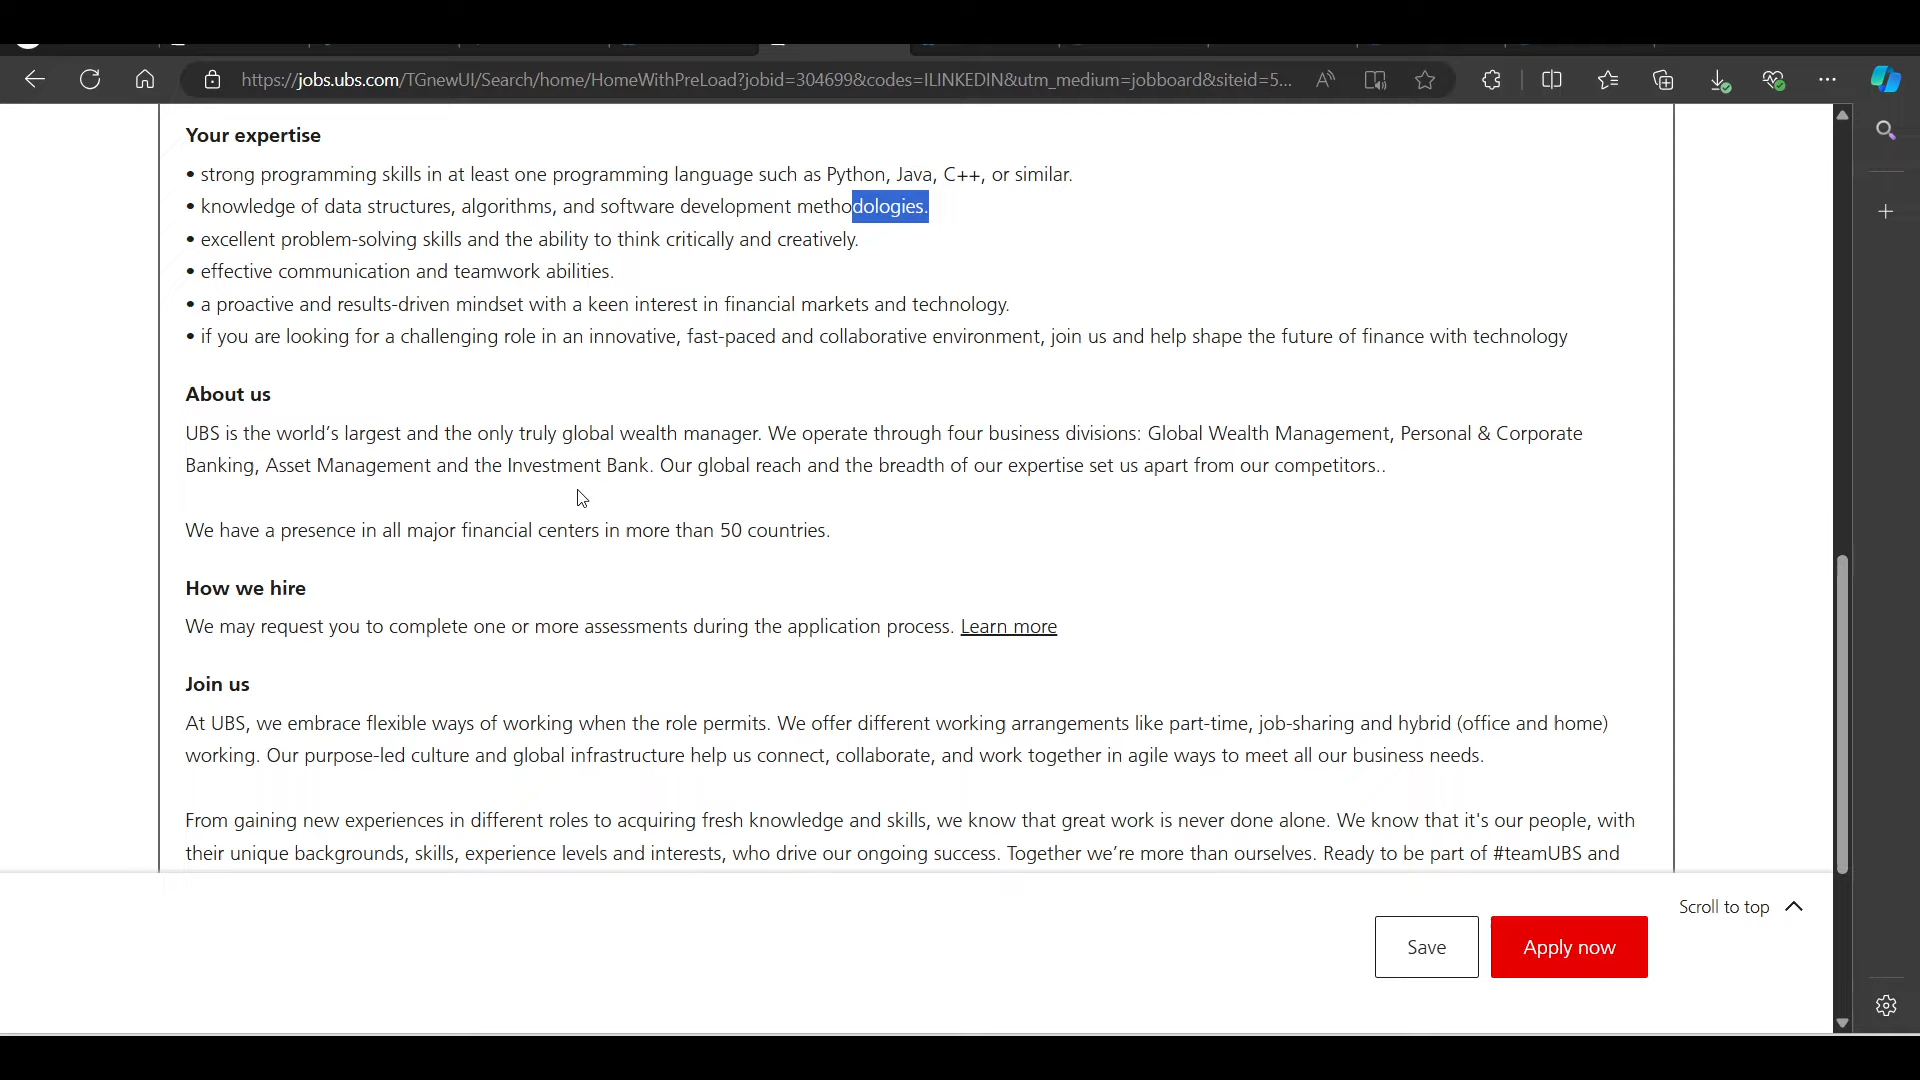 https://jobs.ubs.com/TGnewUI/Search/home/HomeWithPreLoad?jobid=304699&codes=ILINKEDIN&utm_medium=jobboard&siteid=5...
Your expertise
• strong programming skills in at least one programming language such as Python, Java, C++, or similar.
• knowledge of data structures, algorithms, and software development methodologies.
• excellent problem-solving skills and the ability to think critically and creatively.
• effective communication and teamwork abilities.
• a proactive and results-driven mindset with a keen interest in financial markets and technology.
• if you are looking for a challenging role in an innovative, fast-paced and collaborative environment, join us and help shape the future of finance with technology
About us
UBS is the world’s largest and the only truly global wealth manager. We operate through four business divisions: Global Wealth Management, Personal & Corporate
Banking, Asset Management and the Investment Bank. Our global reach and the breadth of our expertise set us apart from our competitors..
We have a presence in all major financial centers in more than 50 countries.
How we hire
We may request you to complete one or more assessments during the application process. Learn more
Join us
At UBS, we embrace flexible ways of working when the role permits. We offer different working arrangements like part-time, job-sharing and hybrid (office and home)
working. Our purpose-led culture and global infrastructure help us connect, collaborate, and work together in agile ways to meet all our business needs.
From gaining new experiences in different roles to acquiring fresh knowledge and skills, we know that great work is never done alone. We know that it's our people, with
their unique backgrounds, skills, experience levels and interests, who drive our ongoing success. Together we’re more than ourselves. Ready to be part of #teamUBS and
Scroll to top
Save
Apply now